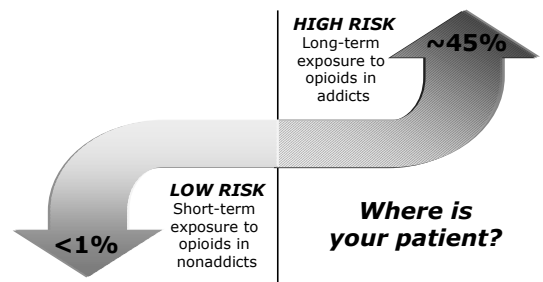 HIGH RISK
Long-term
exposure to
opioids in
addicts
~45%
LOW RISK
Short-term
exposure to
opioids in
nonaddicts
<1%
Where is
your patient?